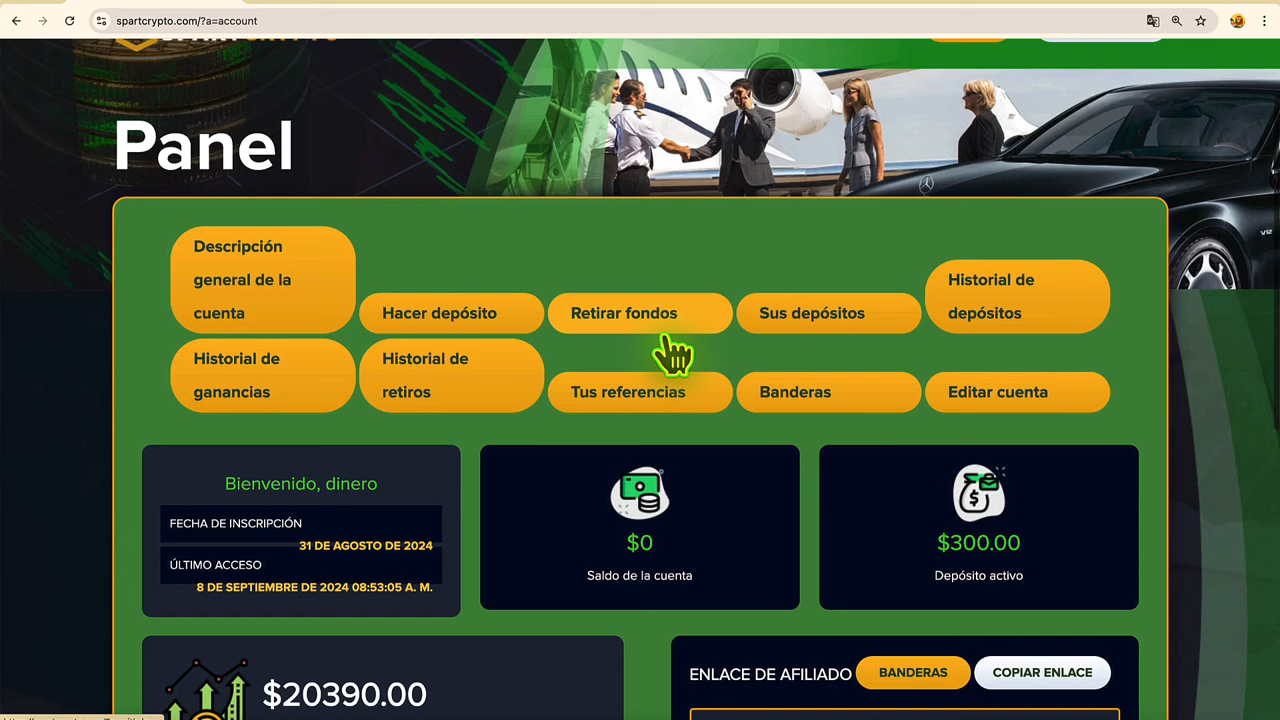 spartcrypto.com/?a=account
Panel
V12
Descripción
general de la
cuenta
Hacer depósito
Retirar fondos
Sus depósitos
Historial de
depósitos
Historial de
ganancias
Historial de
retiros
Tus referencias
Banderas
Editar cuenta
Bienvenido, dinero
FECHA DE INSCRIPCIÓN
31 DE AGOSTO DE 2024
ÚLTIMO ACCESO
8 DE SEPTIEMBRE DE 2024 08:53:05 A. M.
$0
Saldo de la cuenta
$300.00
Depósito activo
$20390.00
ENLACE DE AFILIADO
BANDERAS
COPIAR ENLACE